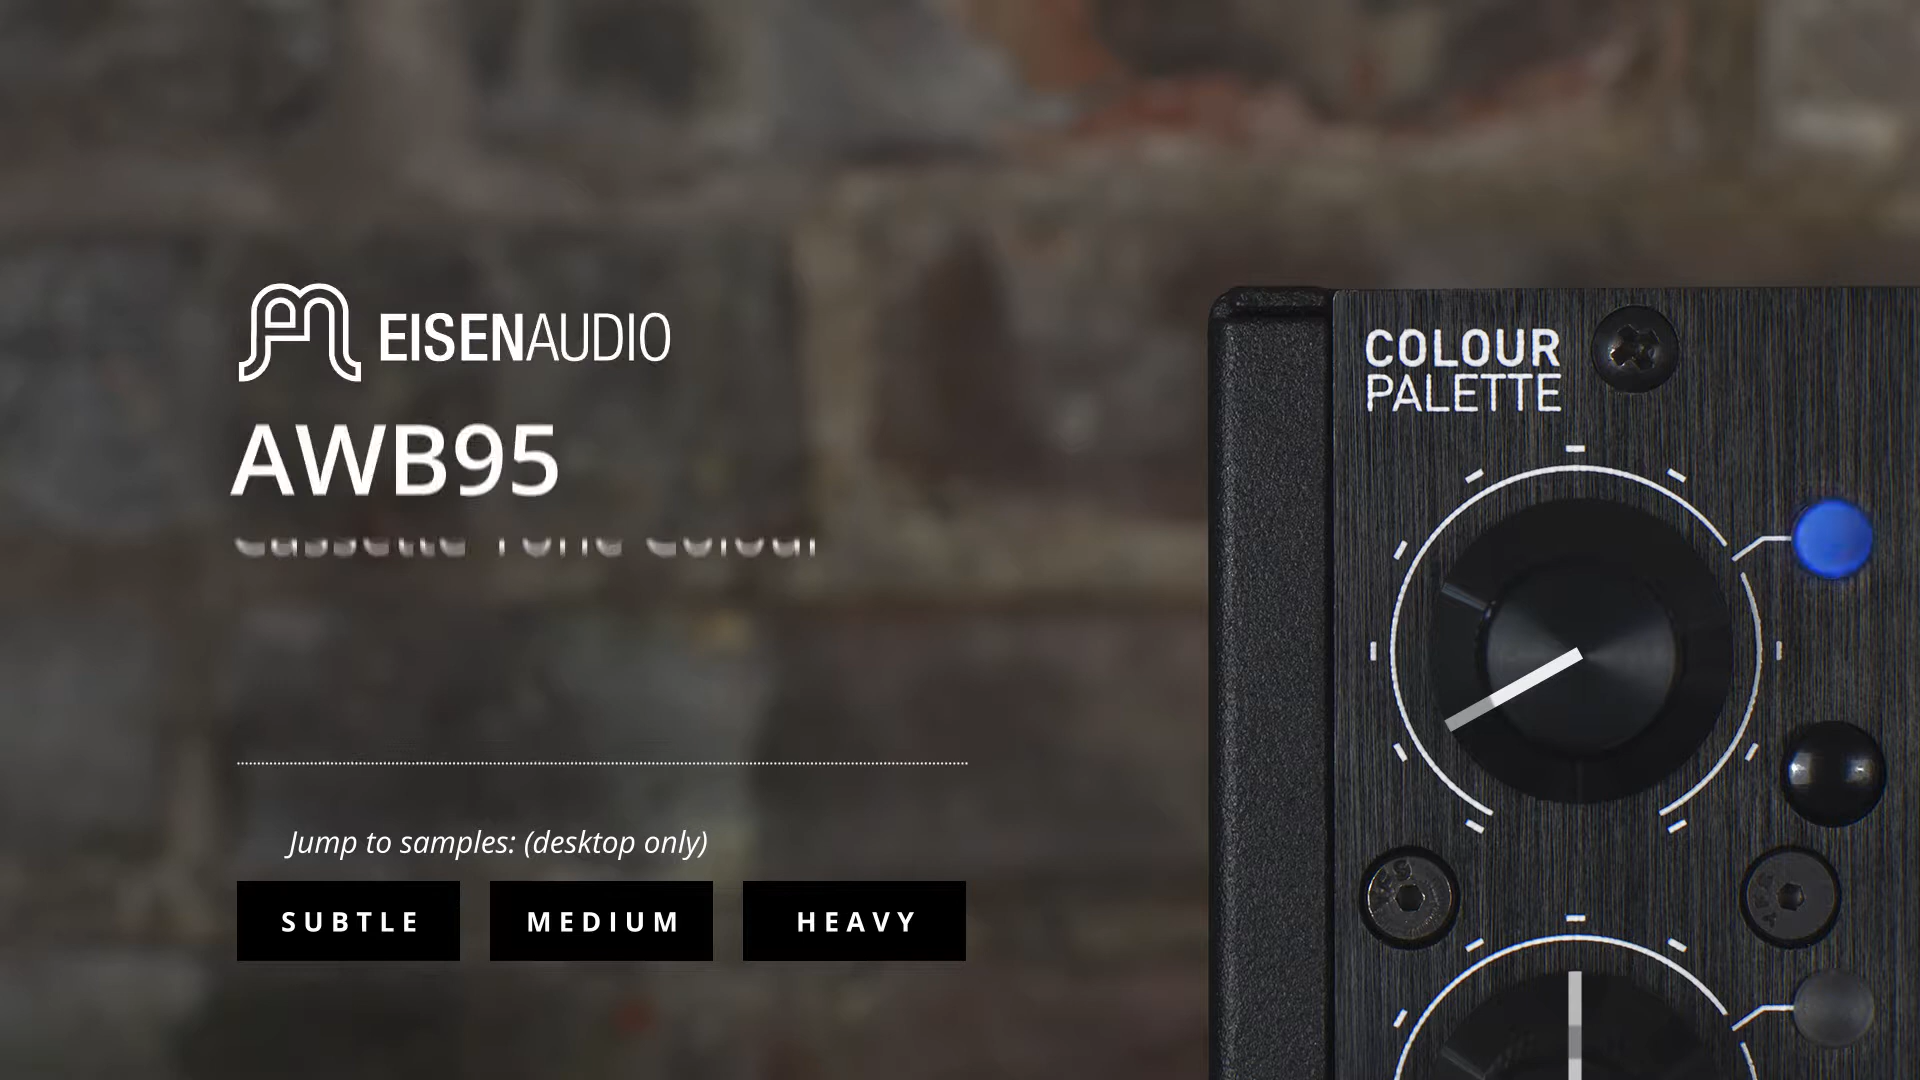 EISENAUDIO
AWB95
Jump to samples: (desktop only)
SUBTLE MEDIUM HEAVY
COLOUR
PALETTE